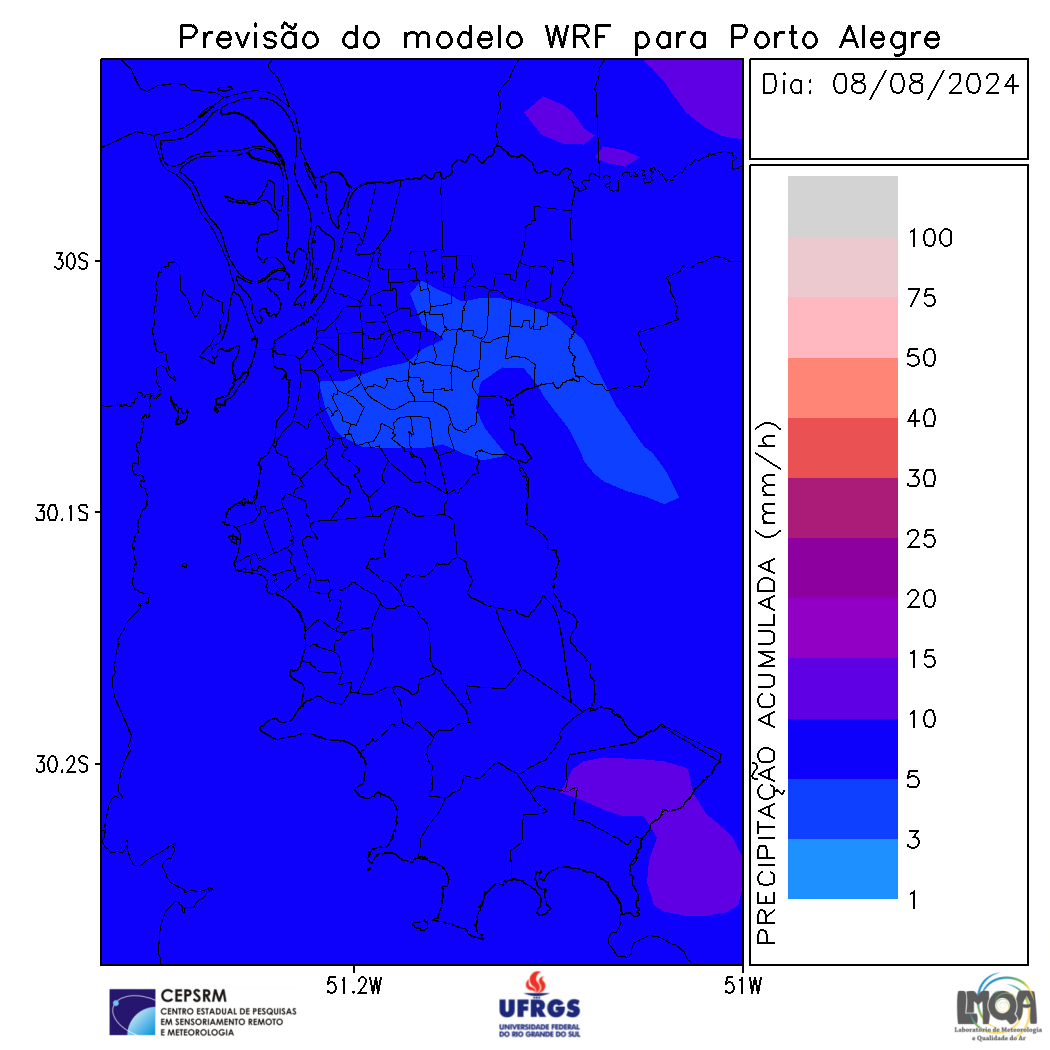 Previsão do modelo WRF para Porto Alegre
Dia: 08/08/2024
30S
30.1S
30.2S
51.2W
51W
PRECIPITAÇÃO ACUMULADA (mm/h)
100
75
50
40
30
25
20
15
10
5
3
1
CEPSRM
CENTRO ESTADUAL DE PESQUISAS
EM SENSORIAMENTO REMOTO
E METEOROLOGIA
UFRGS
UNIVERSIDADE FEDERAL
DO RIO GRANDE DO SUL
LMQA
Laboratório de Meteorologia
e Qualidade do Ar